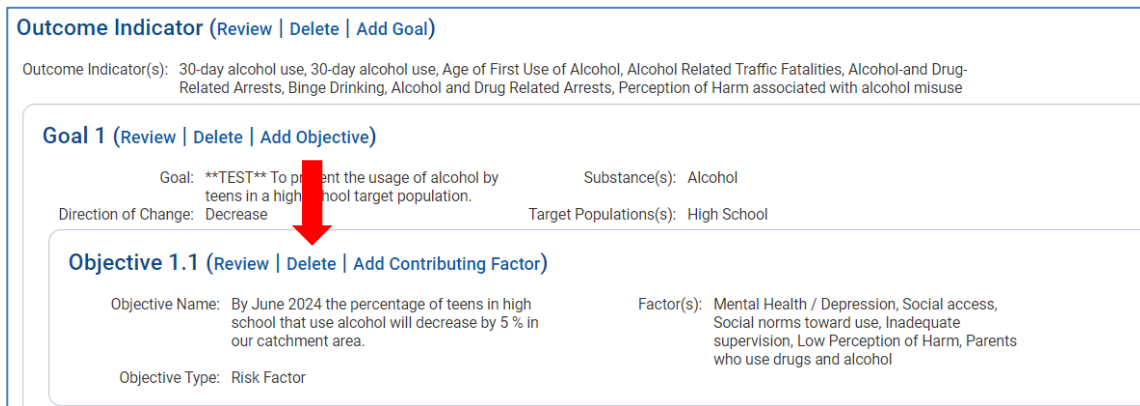 Outcome Indicator (Review | Delete | Add Goal)
Outcome Indicator(s): 30-day alcohol use, 30-day alcohol use, Age of First Use of Alcohol, Alcohol Related Traffic Fatalities, Alcohol-and Drug-
Related Arrests, Binge Drinking, Alcohol and Drug Related Arrests, Perception of Harm associated with alcohol misuse
Goal 1 (Review | Delete | Add Objective)
Goal: **TEST** To pr ent the usage of alcohol by Substance(s): Alcohol
teens in a high hool target population.
Direction of Change: Decrease Target Populations(s): High School
Objective 1.1 (Review | Delete | Add Contributing Factor)
Objective Name: By June 2024 the percentage of teens in high Factor(s): Mental Health / Depression, Social access,
school that use alcohol will decrease by 5 % in Social norms toward use, Inadequate
our catchment area. supervision, Low Perception of Harm, Parents
who use drugs and alcohol
Objective Type: Risk Factor